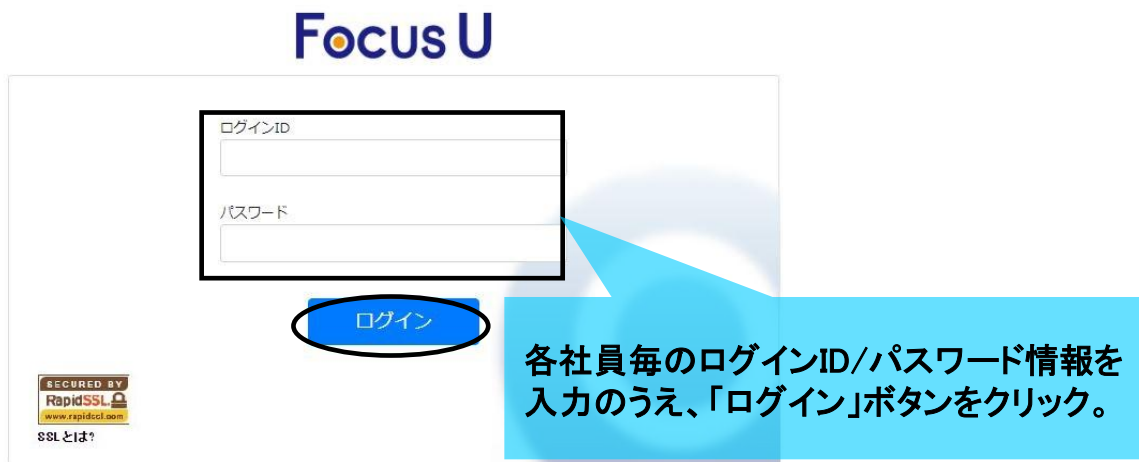 Focus U
ログインID
パスワード
ログイン
各社員毎のログインID/パスワード情報を
入力のうえ、「ログイン」ボタンをクリック。
SECURED BY
RapidSSL.
www.rapidssl.com
SSLとは?